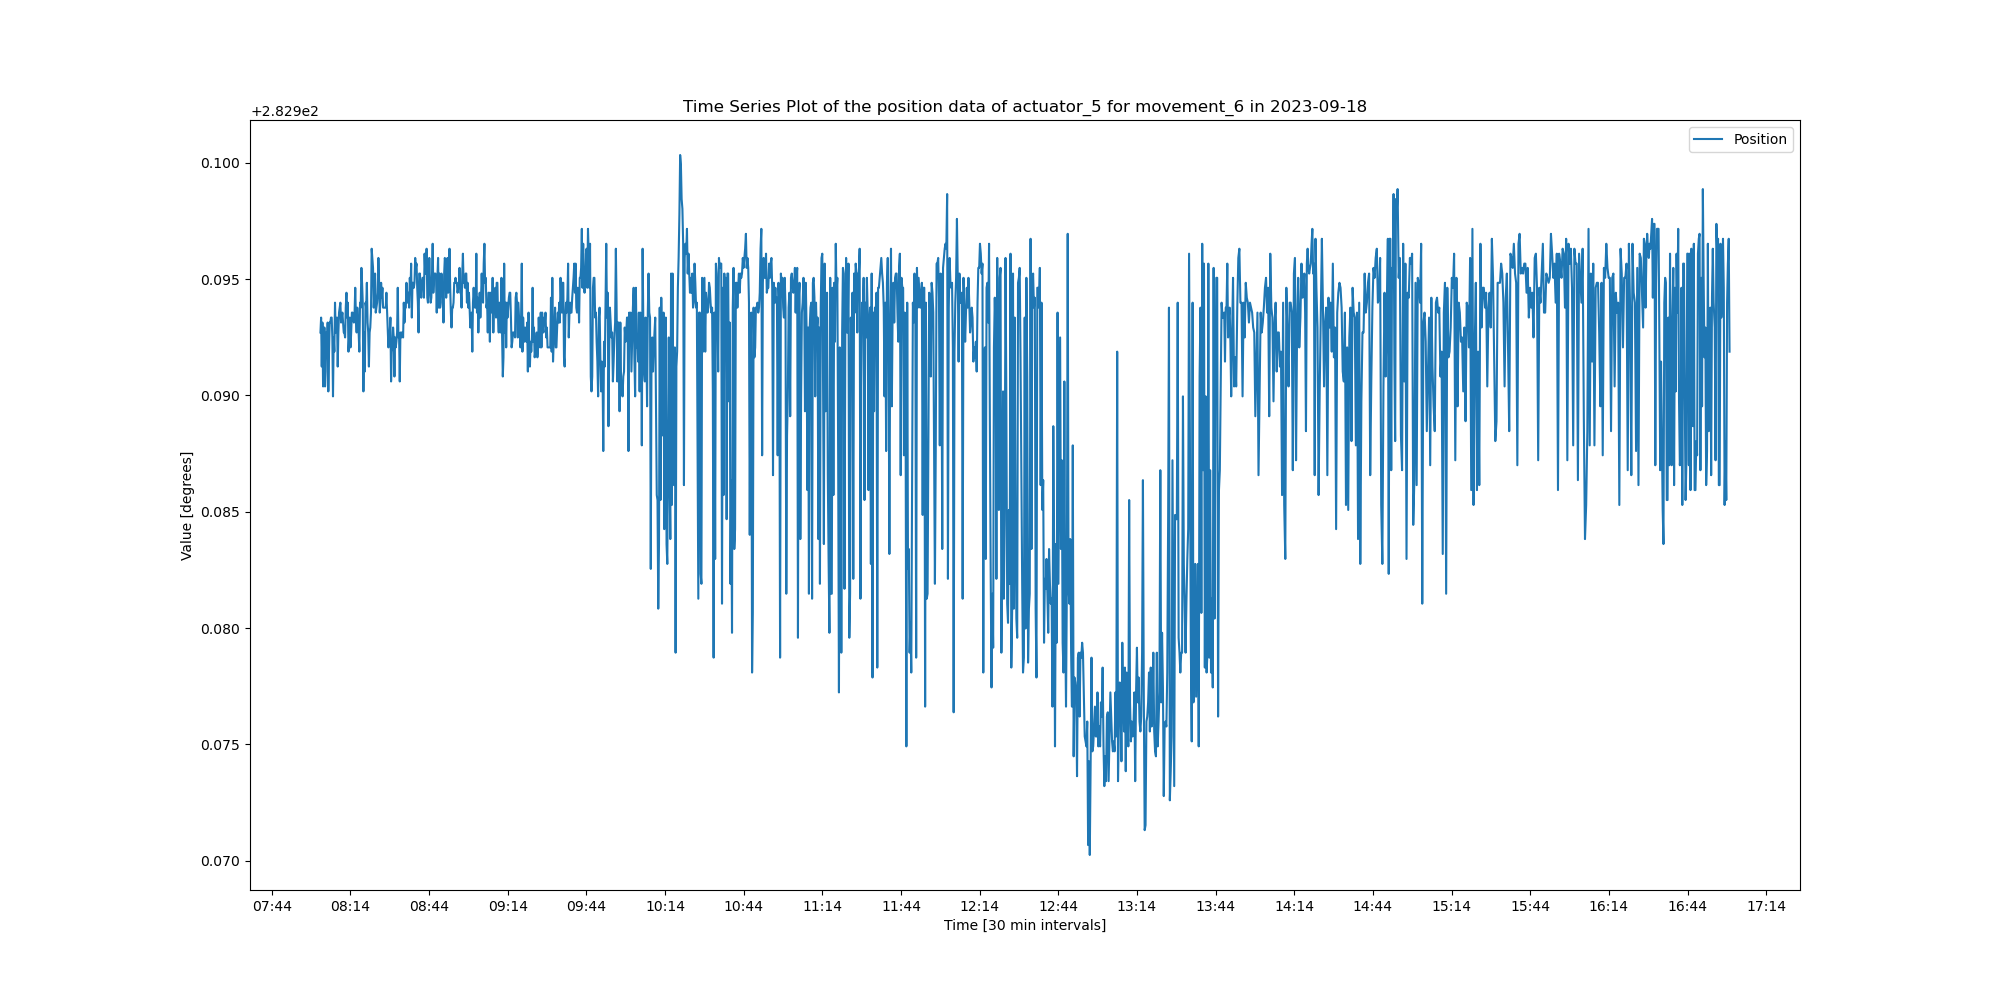 Time Series Plot of the position data of actuator_5 for movement_6 in 2023-09-18
+2.829e2
Position
0.100
0.095
0.090
0.085
0.080
0.075
0.070
Value [degrees]
07:44 08:14 08:44 09:14 09:44 10:14 10:44 11:14 11:44 12:14 12:44 13:14 13:44 14:14 14:44 15:14 15:44 16:14 16:44 17:14
Time [30 min intervals]